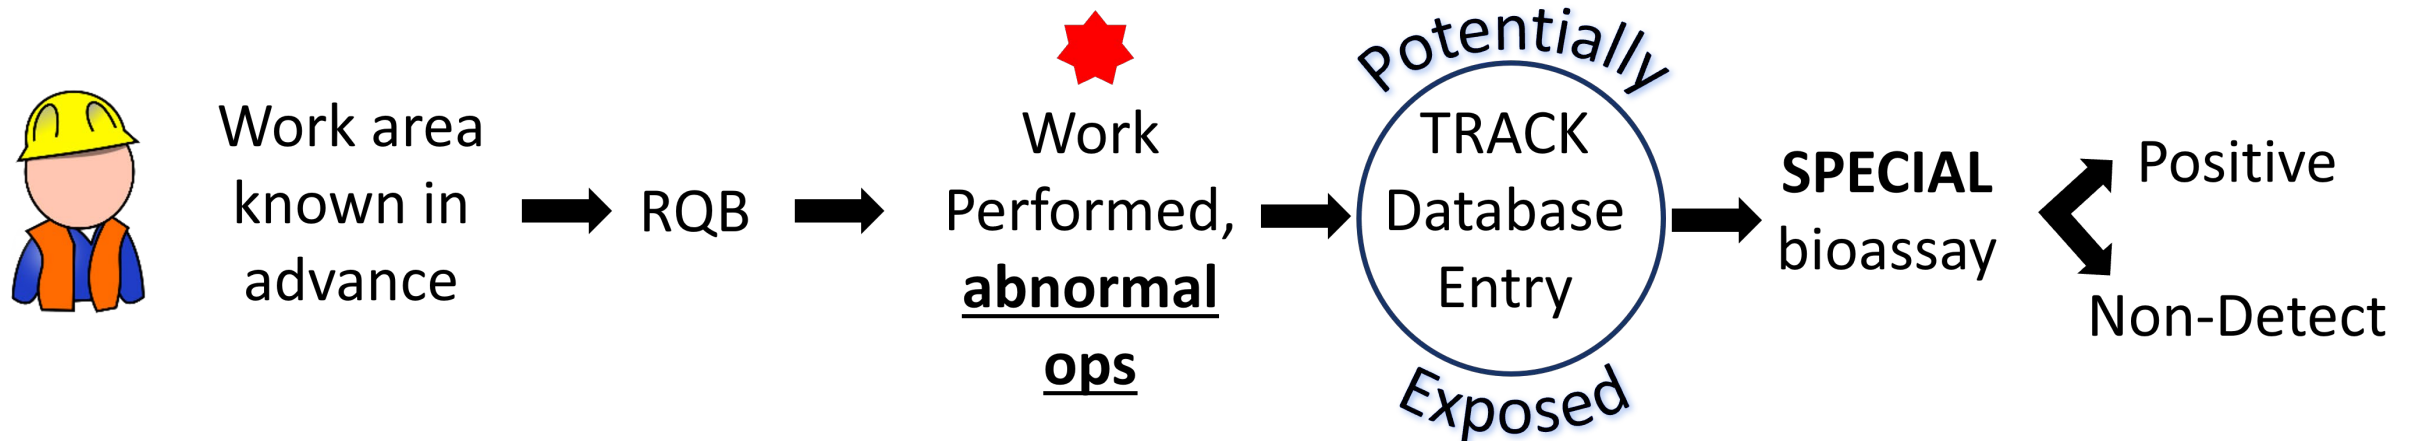 Work area
known in
advance
RQB
Work
Performed,
abnormal
ops
Potentially
TRACK
Database
Entry
Exposed
SPECIAL
bioassay
Positive
Non-Detect